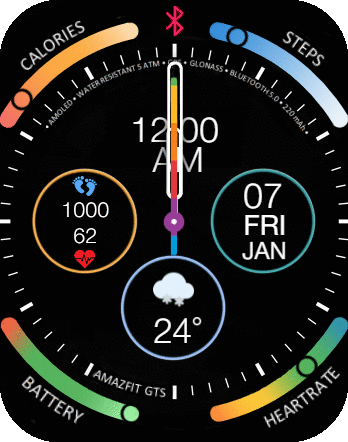 CALORIES
STEPS
• AMOLED • WATER RESISTANT 5 ATM • GPS • GLONASS • BLUETOOTH 5.0 • 220 mAh •
12:00
AM
1000
62
07
FRI
JAN
24°
BATTERY
AMAZFIT GTS
HEARTRATE